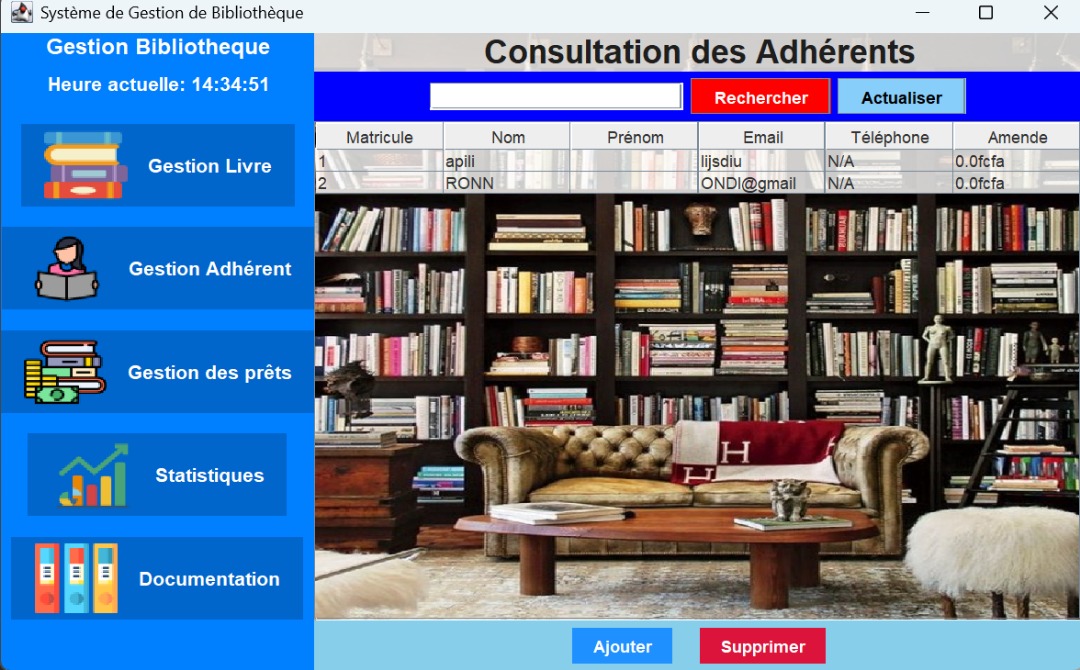 Système de Gestion de Bibliothèque
Gestion Bibliotheque
Heure actuelle: 14:34:51
Gestion Livre
Gestion Adhérent
Gestion des prêts
Statistiques
Documentation
Consultation des Adhérents
Rechercher Actualiser
Matricule Nom Prénom Email Téléphone Amende
1 apili lijsdiu N/A 0.0fcfa
2 RONN ONDI@gmail N/A 0.0fcfa
H
H
Ajouter Supprimer